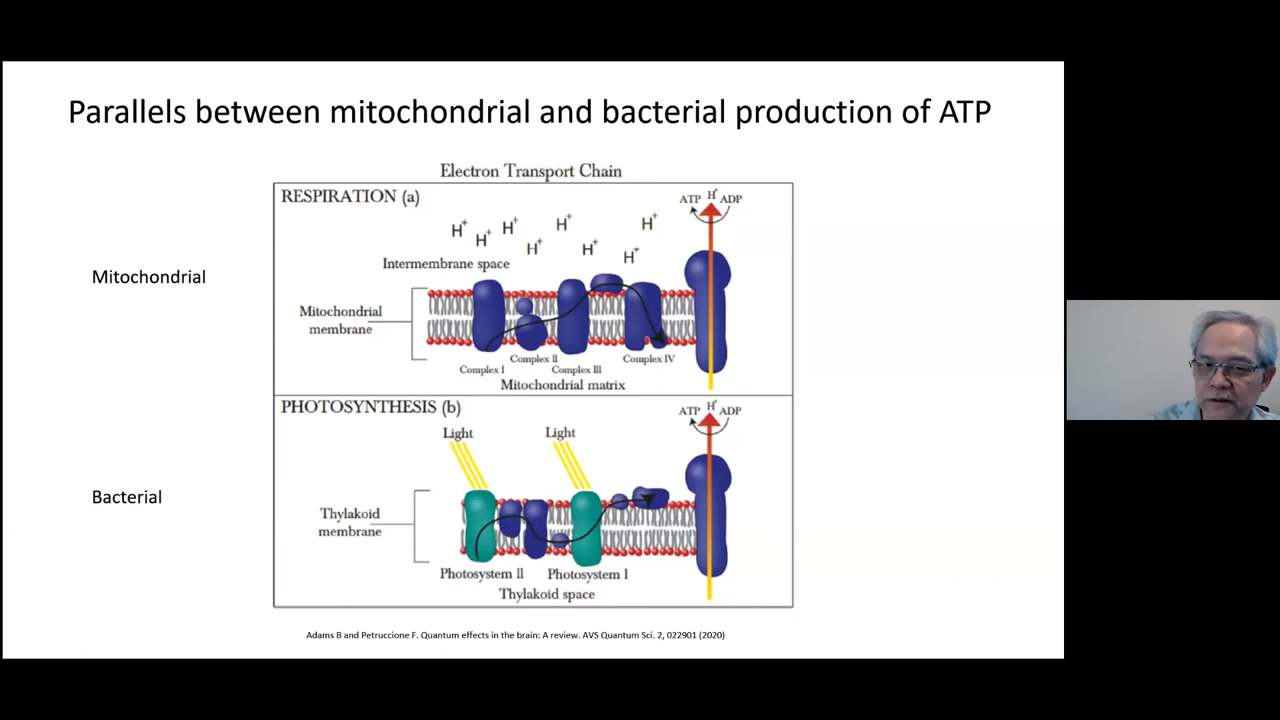 Parallels between mitochondrial and bacterial production of ATP
Electron Transport Chain
RESPIRATION (a)
ATP H+ ADP
H+ H+ H+ H+ H+ H+ H+ H+
Intermembrane space
Mitochondrial
Mitochondrial
membrane
Complex I
Complex II
Complex III
Complex IV
Mitochondrial matrix
PHOTOSYNTHESIS (b)
ATP H+ ADP
Light
Light
Bacterial
Thylakoid
membrane
Photosystem II
Photosystem I
Thylakoid space
Adams B and Petruccione F. Quantum effects in the brain: A review. AVS Quantum Sci. 2, 022901 (2020)